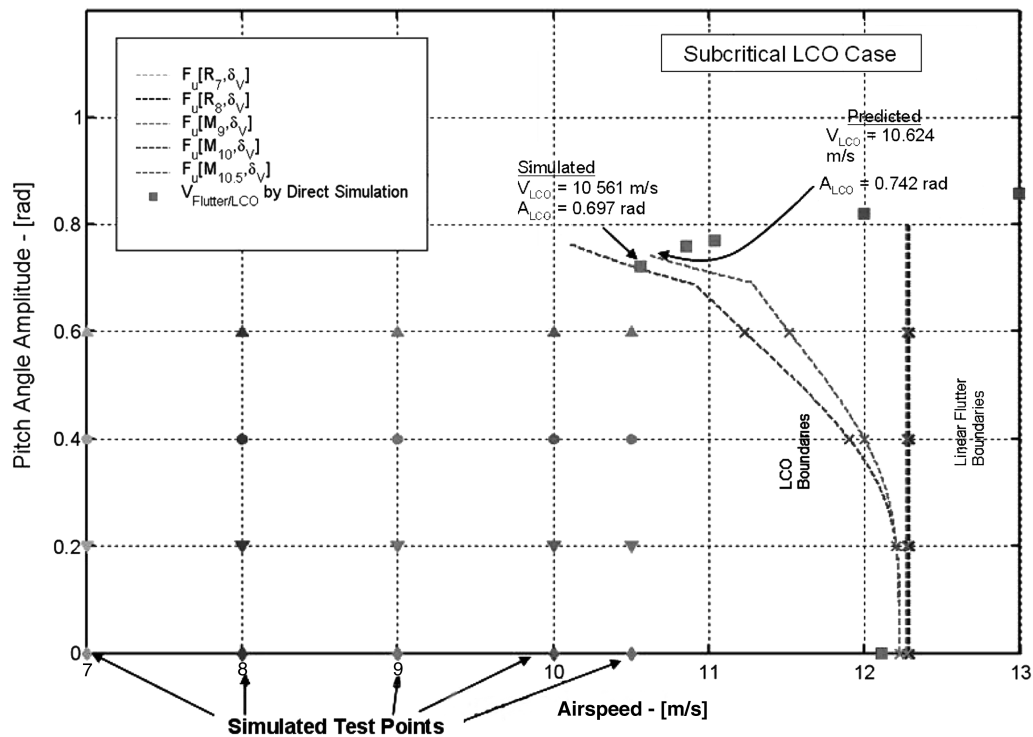 Subcritical LCO Case
F_u[R_7,δ_V]
F_u[R_8,δ_V]
F_u[M_9,δ_V]
F_u[M_10,δ_V]
F_u[M_10.5,δ_V]
V_Flutter/LCO by Direct Simulation
Predicted
V_LCO = 10.624
m/s
A_LCO = 0.742 rad
Simulated
V_LCO = 10 561 m/s
A_LCO = 0.697 rad
Pitch Angle Amplitude - [rad]
1
0.8
0.6
0.4
0.2
0
LCO
Boundaries
Linear Flutter
Boundaries
7
8
9
10
11
12
13
Airspeed - [m/s]
Simulated Test Points